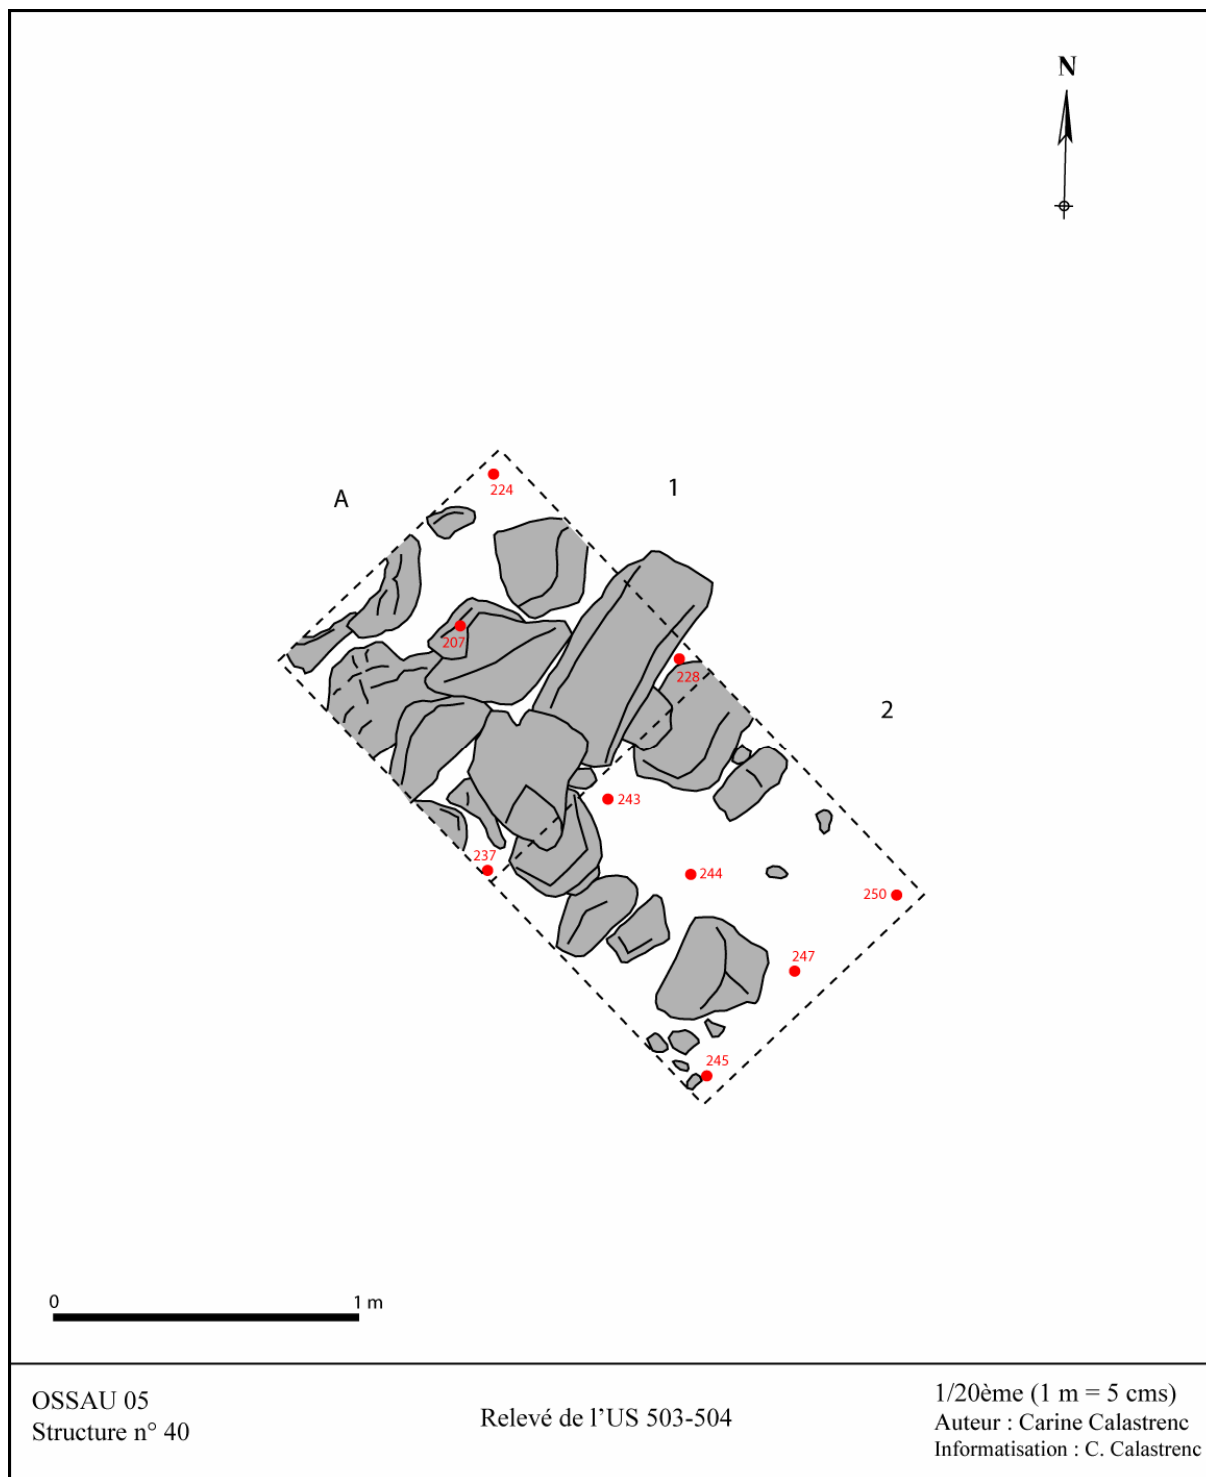 N
A
1
224
207
228
2
243
237
244
250
247
245
0 1 m
OSSAU 05
Structure n° 40
Relevé de l’US 503-504
1/20ème (1 m = 5 cms)
Auteur : Carine Calastrenc
Informatisation : C. Calastrenc